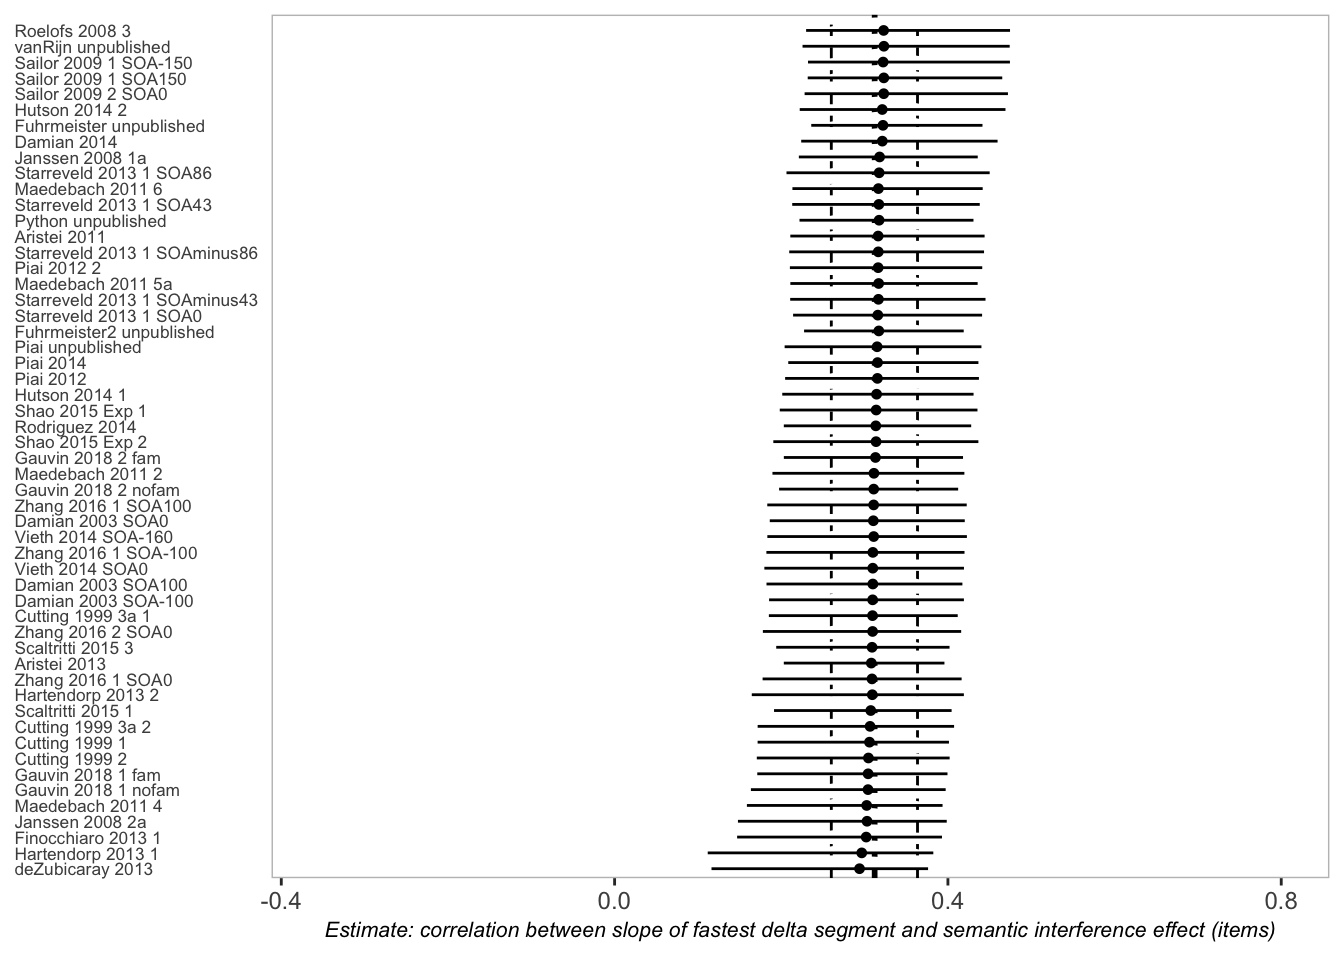 Roelofs 2008 3
vanRijn unpublished
Sailor 2009 1 SOA-150
Sailor 2009 1 SOA150
Sailor 2009 2 SOA0
Hutson 2014 2
Fuhrmeister unpublished
Damian 2014
Janssen 2008 1a
Starreveld 2013 1 SOA86
Maedebach 2011 6
Starreveld 2013 1 SOA43
Python unpublished
Aristei 2011
Starreveld 2013 1 SOAminus86
Piai 2012 2
Maedebach 2011 5a
Starreveld 2013 1 SOAminus43
Starreveld 2013 1 SOA0
Fuhrmeister2 unpublished
Piai unpublished
Piai 2014
Piai 2012
Hutson 2014 1
Shao 2015 Exp 1
Rodriguez 2014
Shao 2015 Exp 2
Gauvin 2018 2 fam
Maedebach 2011 2
Gauvin 2018 2 nofam
Zhang 2016 1 SOA100
Damian 2003 SOA0
Vieth 2014 SOA-160
Zhang 2016 1 SOA-100
Vieth 2014 SOA0
Damian 2003 SOA100
Damian 2003 SOA-100
Cutting 1999 3a 1
Zhang 2016 2 SOA0
Scaltritti 2015 3
Aristei 2013
Zhang 2016 1 SOA0
Hartendorp 2013 2
Scaltritti 2015 1
Cutting 1999 3a 2
Cutting 1999 1
Cutting 1999 2
Gauvin 2018 1 fam
Gauvin 2018 1 nofam
Maedebach 2011 4
Janssen 2008 2a
Finocchiaro 2013 1
Hartendorp 2013 1
deZubicaray 2013
-0.4 0.0 0.4 0.8
Estimate: correlation between slope of fastest delta segment and semantic interference effect (items)